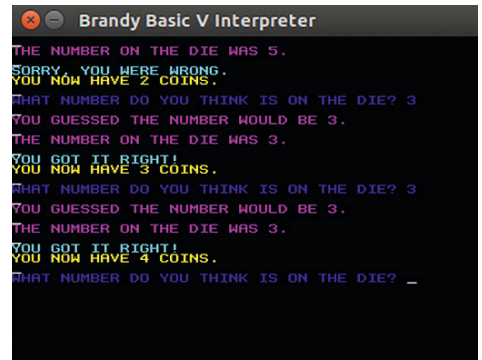 Brandy Basic V Interpreter
THE NUMBER ON THE DIE WAS 5.
SORRY, YOU WERE WRONG.
YOU NOW HAVE 2 COINS.
WHAT NUMBER DO YOU THINK IS ON THE DIE? 3
YOU GUESSED THE NUMBER WOULD BE 3.
THE NUMBER ON THE DIE WAS 3.
YOU GOT IT RIGHT!
YOU NOW HAVE 3 COINS.
WHAT NUMBER DO YOU THINK IS ON THE DIE? 3
YOU GUESSED THE NUMBER WOULD BE 3.
THE NUMBER ON THE DIE WAS 3.
YOU GOT IT RIGHT!
YOU NOW HAVE 4 COINS.
WHAT NUMBER DO YOU THINK IS ON THE DIE? _